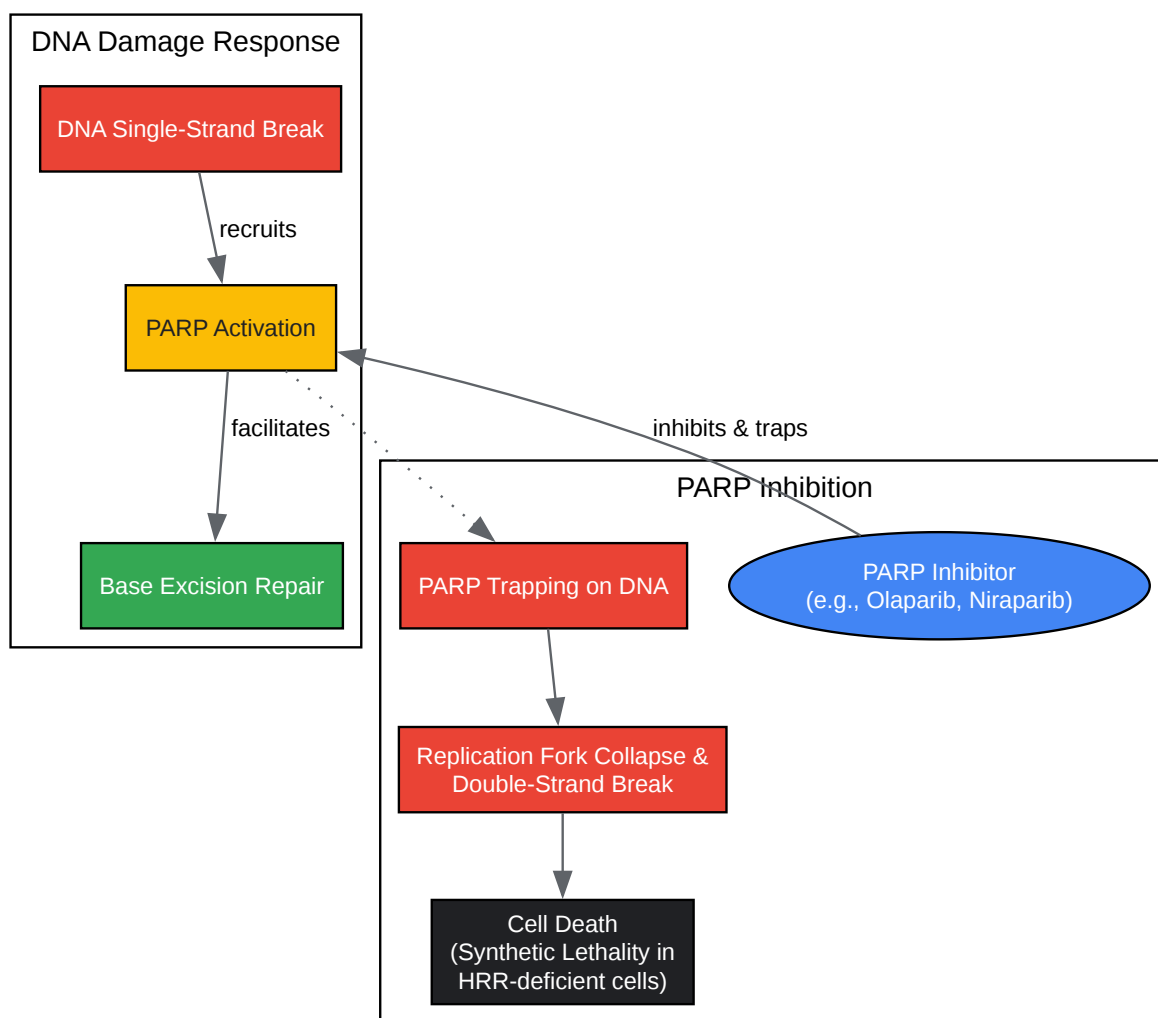 DNA Damage Response
DNA Single-Strand Break
recruits
PARP Activation
facilitates
Base Excision Repair
inhibits & traps
PARP Inhibition
PARP Trapping on DNA
PARP Inhibitor
(e.g., Olaparib, Niraparib)
Replication Fork Collapse &
Double-Strand Break
Cell Death
(Synthetic Lethality in
HRR-deficient cells)